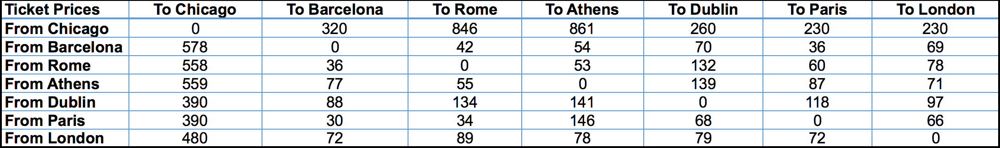 Ticket Prices To Chicago To Barcelona To Rome To Athens To Dublin To Paris To London
From Chicago 0 320 846 861 260 230 230
From Barcelona 578 0 42 54 70 36 69
From Rome 558 36 0 53 132 60 78
From Athens 559 77 55 0 139 87 71
From Dublin 390 88 134 141 0 118 97
From Paris 390 30 34 146 68 0 66
From London 480 72 89 78 79 72 0